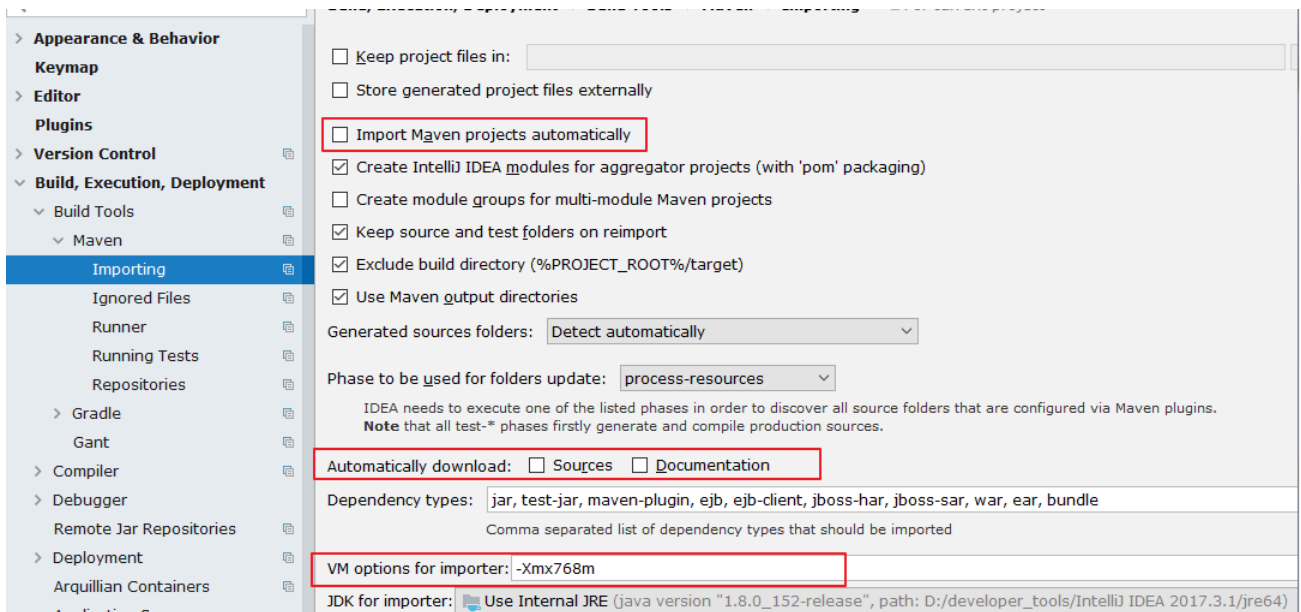 Appearance & Behavior
Keymap
Editor
Plugins
Version Control
Build, Execution, Deployment
Build Tools
Maven
Importing
Ignored Files
Runner
Running Tests
Repositories
Gradle
Gant
Compiler
Debugger
Remote Jar Repositories
Deployment
Arquillian Containers
Keep project files in:
Store generated project files externally
Import Maven projects automatically
Create IntelliJ IDEA modules for aggregator projects (with 'pom' packaging)
Create module groups for multi-module Maven projects
Keep source and test folders on reimport
Exclude build directory (%PROJECT_ROOT%/target)
Use Maven output directories
Generated sources folders: Detect automatically
Phase to be used for folders update: process-resources
IDEA needs to execute one of the listed phases in order to discover all source folders that are configured via Maven plugins.
Note that all test-* phases firstly generate and compile production sources.
Automatically download: Sources Documentation
Dependency types: jar, test-jar, maven-plugin, ejb, ejb-client, jboss-har, jboss-sar, war, ear, bundle
Comma separated list of dependency types that should be imported
VM options for importer: -Xmx768m
JDK for importer: Use Internal JRE (java version "1.8.0_152-release", path: D:/developer_tools/IntelliJ IDEA 2017.3.1/jre64)